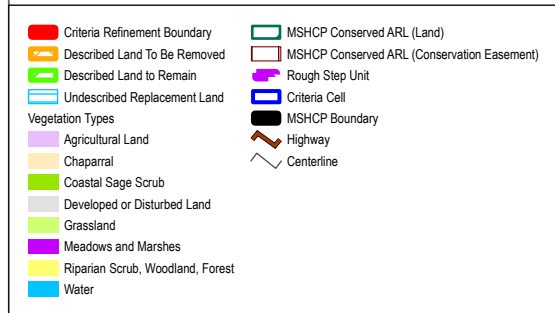 Criteria Refinement Boundary
Described Land To Be Removed
Described Land to Remain
Undescribed Replacement Land
Vegetation Types
Agricultural Land
Chaparral
Coastal Sage Scrub
Developed or Disturbed Land
Grassland
Meadows and Marshes
Riparian Scrub, Woodland, Forest
Water
MSHCP Conserved ARL (Land)
MSHCP Conserved ARL (Conservation Easement)
Rough Step Unit
Criteria Cell
MSHCP Boundary
Highway
Centerline